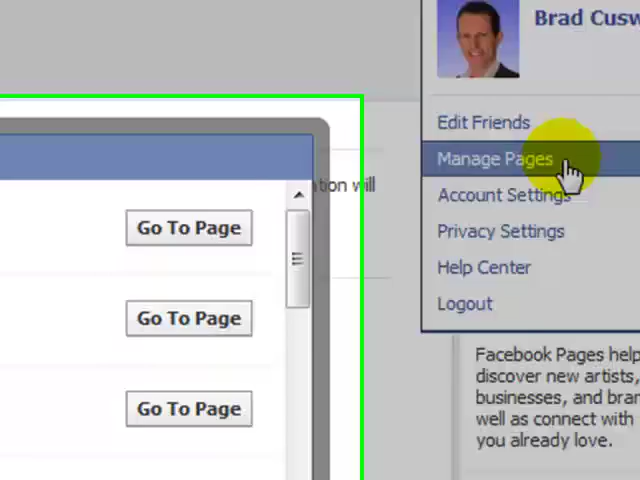 Brad Cusw
Edit Friends
Manage Pages
Account Settings
Privacy Settings
Help Center
Logout
tion will
Go To Page
Go To Page
Go To Page
Facebook Pages help
discover new artists,
businesses, and bran
well as connect with
you already love.